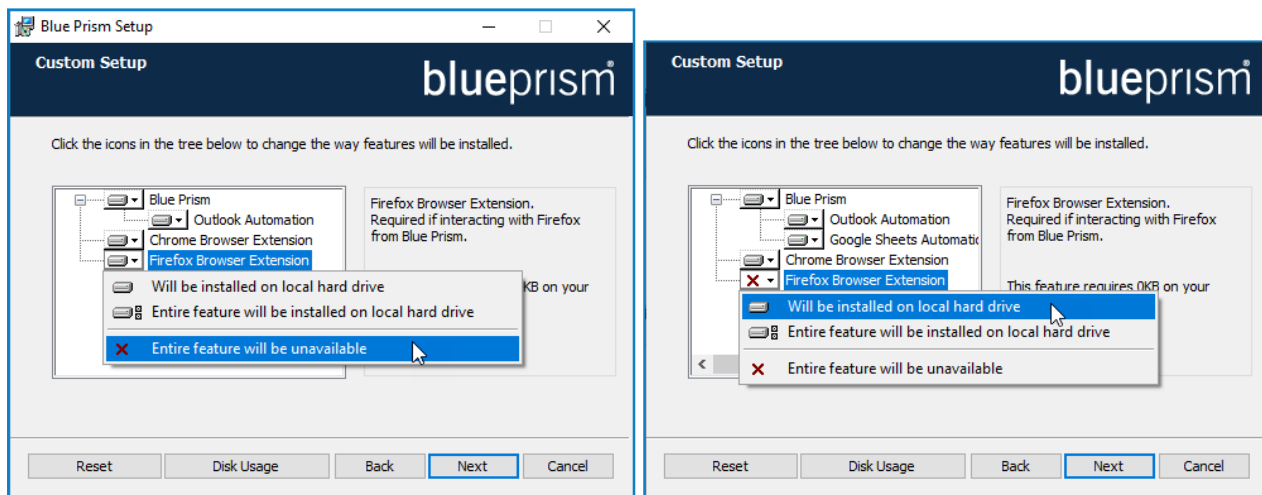 Blue Prism Setup
Custom Setup
blueprism®
Click the icons in the tree below to change the way features will be installed.
Blue Prism
Outlook Automation
Chrome Browser Extension
Firefox Browser Extension
Firefox Browser Extension.
Required if interacting with Firefox
from Blue Prism.
KB on your
Will be installed on local hard drive
Entire feature will be installed on local hard drive
Entire feature will be unavailable
Reset
Disk Usage
Back
Next
Cancel
Custom Setup
blueprism®
Click the icons in the tree below to change the way features will be installed.
Blue Prism
Outlook Automation
Google Sheets Automatic
Chrome Browser Extension
Firefox Browser Extension
Firefox Browser Extension.
Required if interacting with Firefox
from Blue Prism.
This feature requires 0KB on your
Will be installed on local hard drive
Entire feature will be installed on local hard drive
Entire feature will be unavailable
Reset
Disk Usage
Back
Next
Cancel